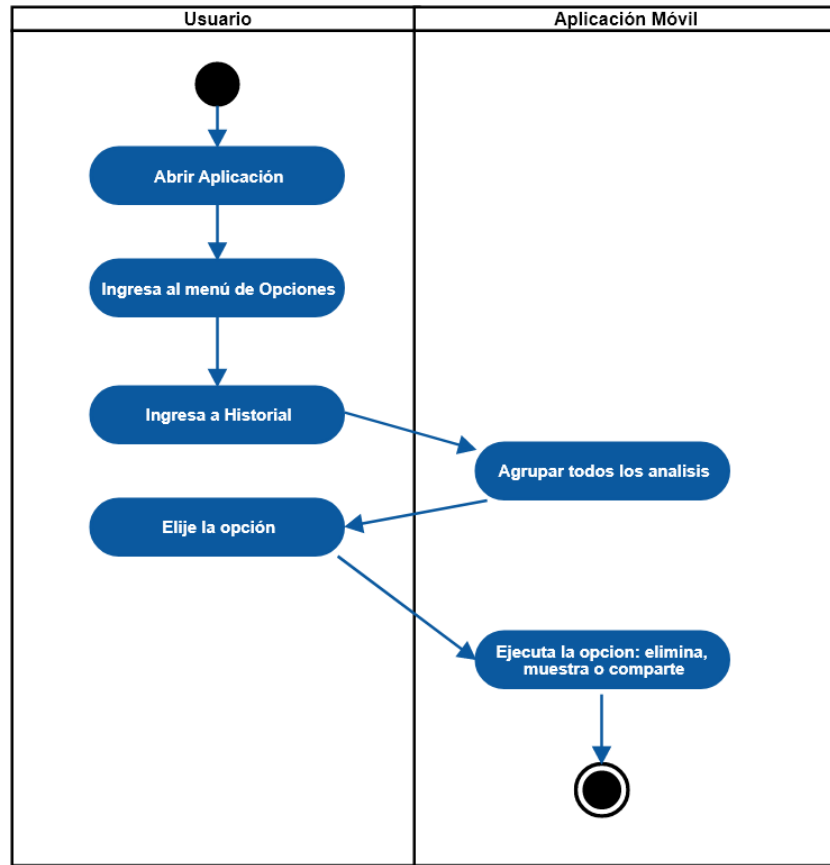 Usuario
Aplicación Móvil
Abrir Aplicación
Ingresa al menú de Opciones
Ingresa a Historial
Agrupar todos los analisis
Elije la opción
Ejecuta la opcion: elimina,
muestra o comparte